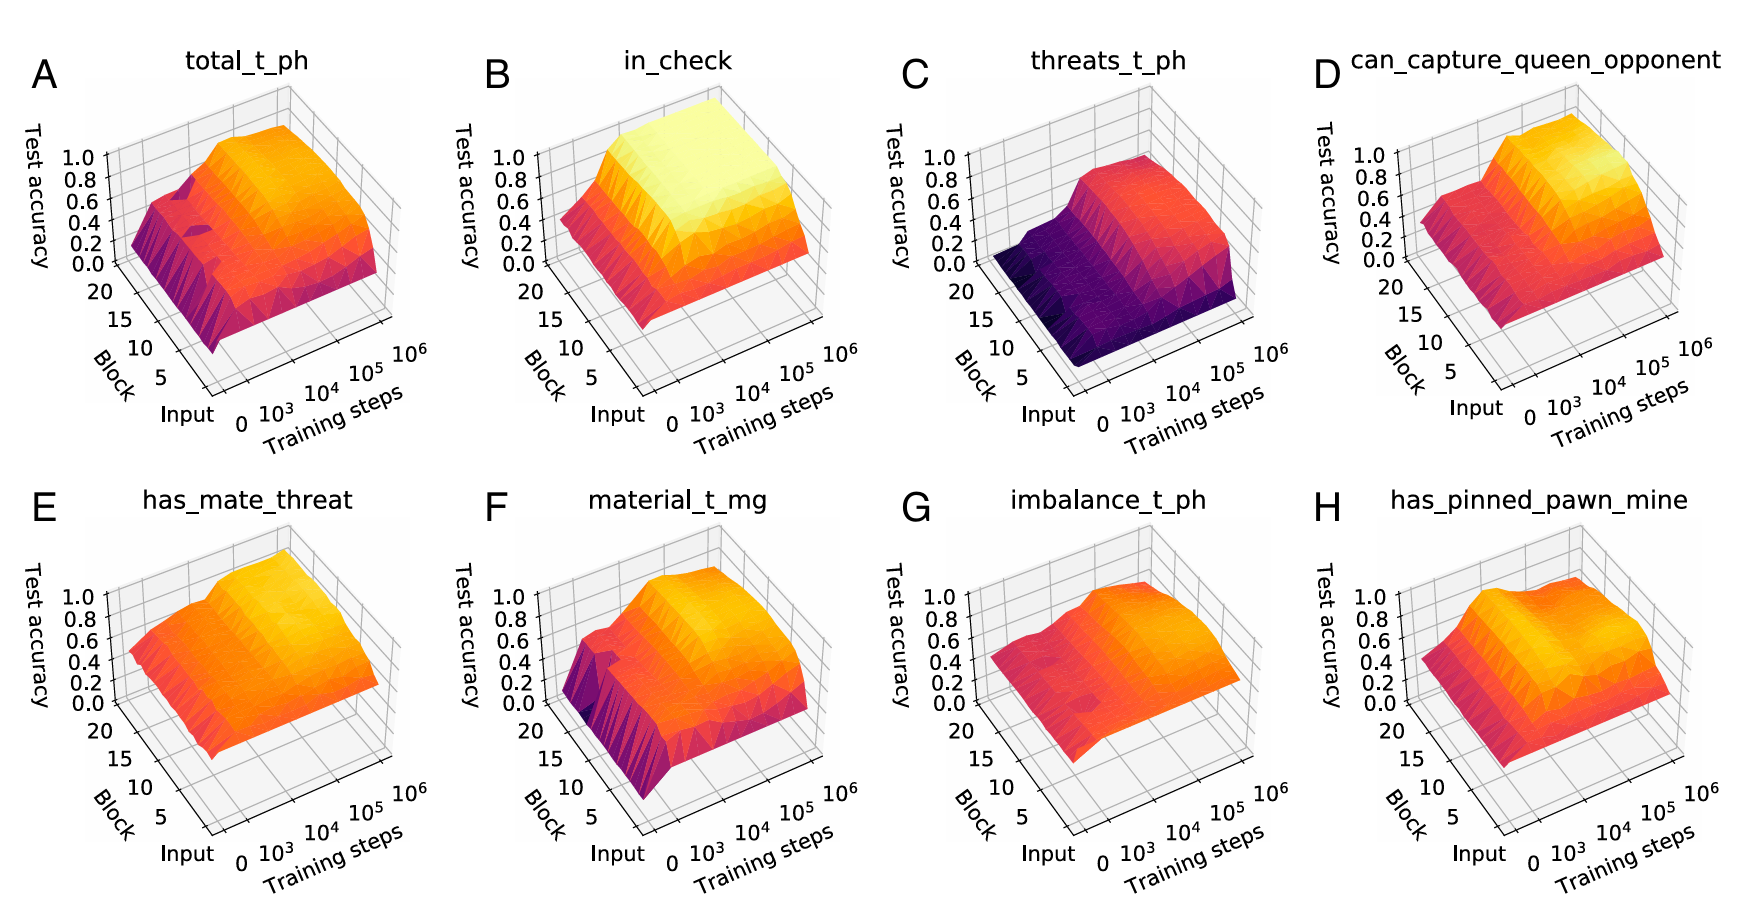 A
total_t_ph
Test accuracy
1.0
0.8
0.6
0.4
0.2
0.0
20
15
10
5
Input
Block
0
10³
10⁴
10⁵
10⁶
Training steps
B
in_check
Test accuracy
1.0
0.8
0.6
0.4
0.2
0.0
20
15
10
5
Input
Block
0
10³
10⁴
10⁵
10⁶
Training steps
C
threats_t_ph
Test accuracy
1.0
0.8
0.6
0.4
0.2
0.0
20
15
10
5
Input
Block
0
10³
10⁴
10⁵
10⁶
Training steps
D
can_capture_queen_opponent
Test accuracy
1.0
0.8
0.6
0.4
0.2
0.0
20
15
10
5
Input
Block
0
10³
10⁴
10⁵
10⁶
Training steps
E
has_mate_threat
Test accuracy
1.0
0.8
0.6
0.4
0.2
0.0
20
15
10
5
Input
Block
0
10³
10⁴
10⁵
10⁶
Training steps
F
material_t_mg
Test accuracy
1.0
0.8
0.6
0.4
0.2
0.0
20
15
10
5
Input
Block
0
10³
10⁴
10⁵
10⁶
Training steps
G
imbalance_t_ph
Test accuracy
1.0
0.8
0.6
0.4
0.2
0.0
20
15
10
5
Input
Block
0
10³
10⁴
10⁵
10⁶
Training steps
H
has_pinned_pawn_mine
Test accuracy
1.0
0.8
0.6
0.4
0.2
0.0
20
15
10
5
Input
Block
0
10³
10⁴
10⁵
10⁶
Training steps